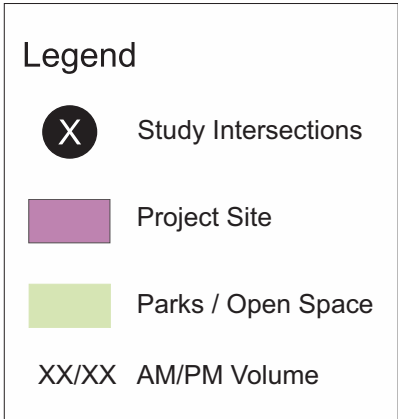 Legend
X Study Intersections
Project Site
Parks / Open Space
XX/XX AM/PM Volume